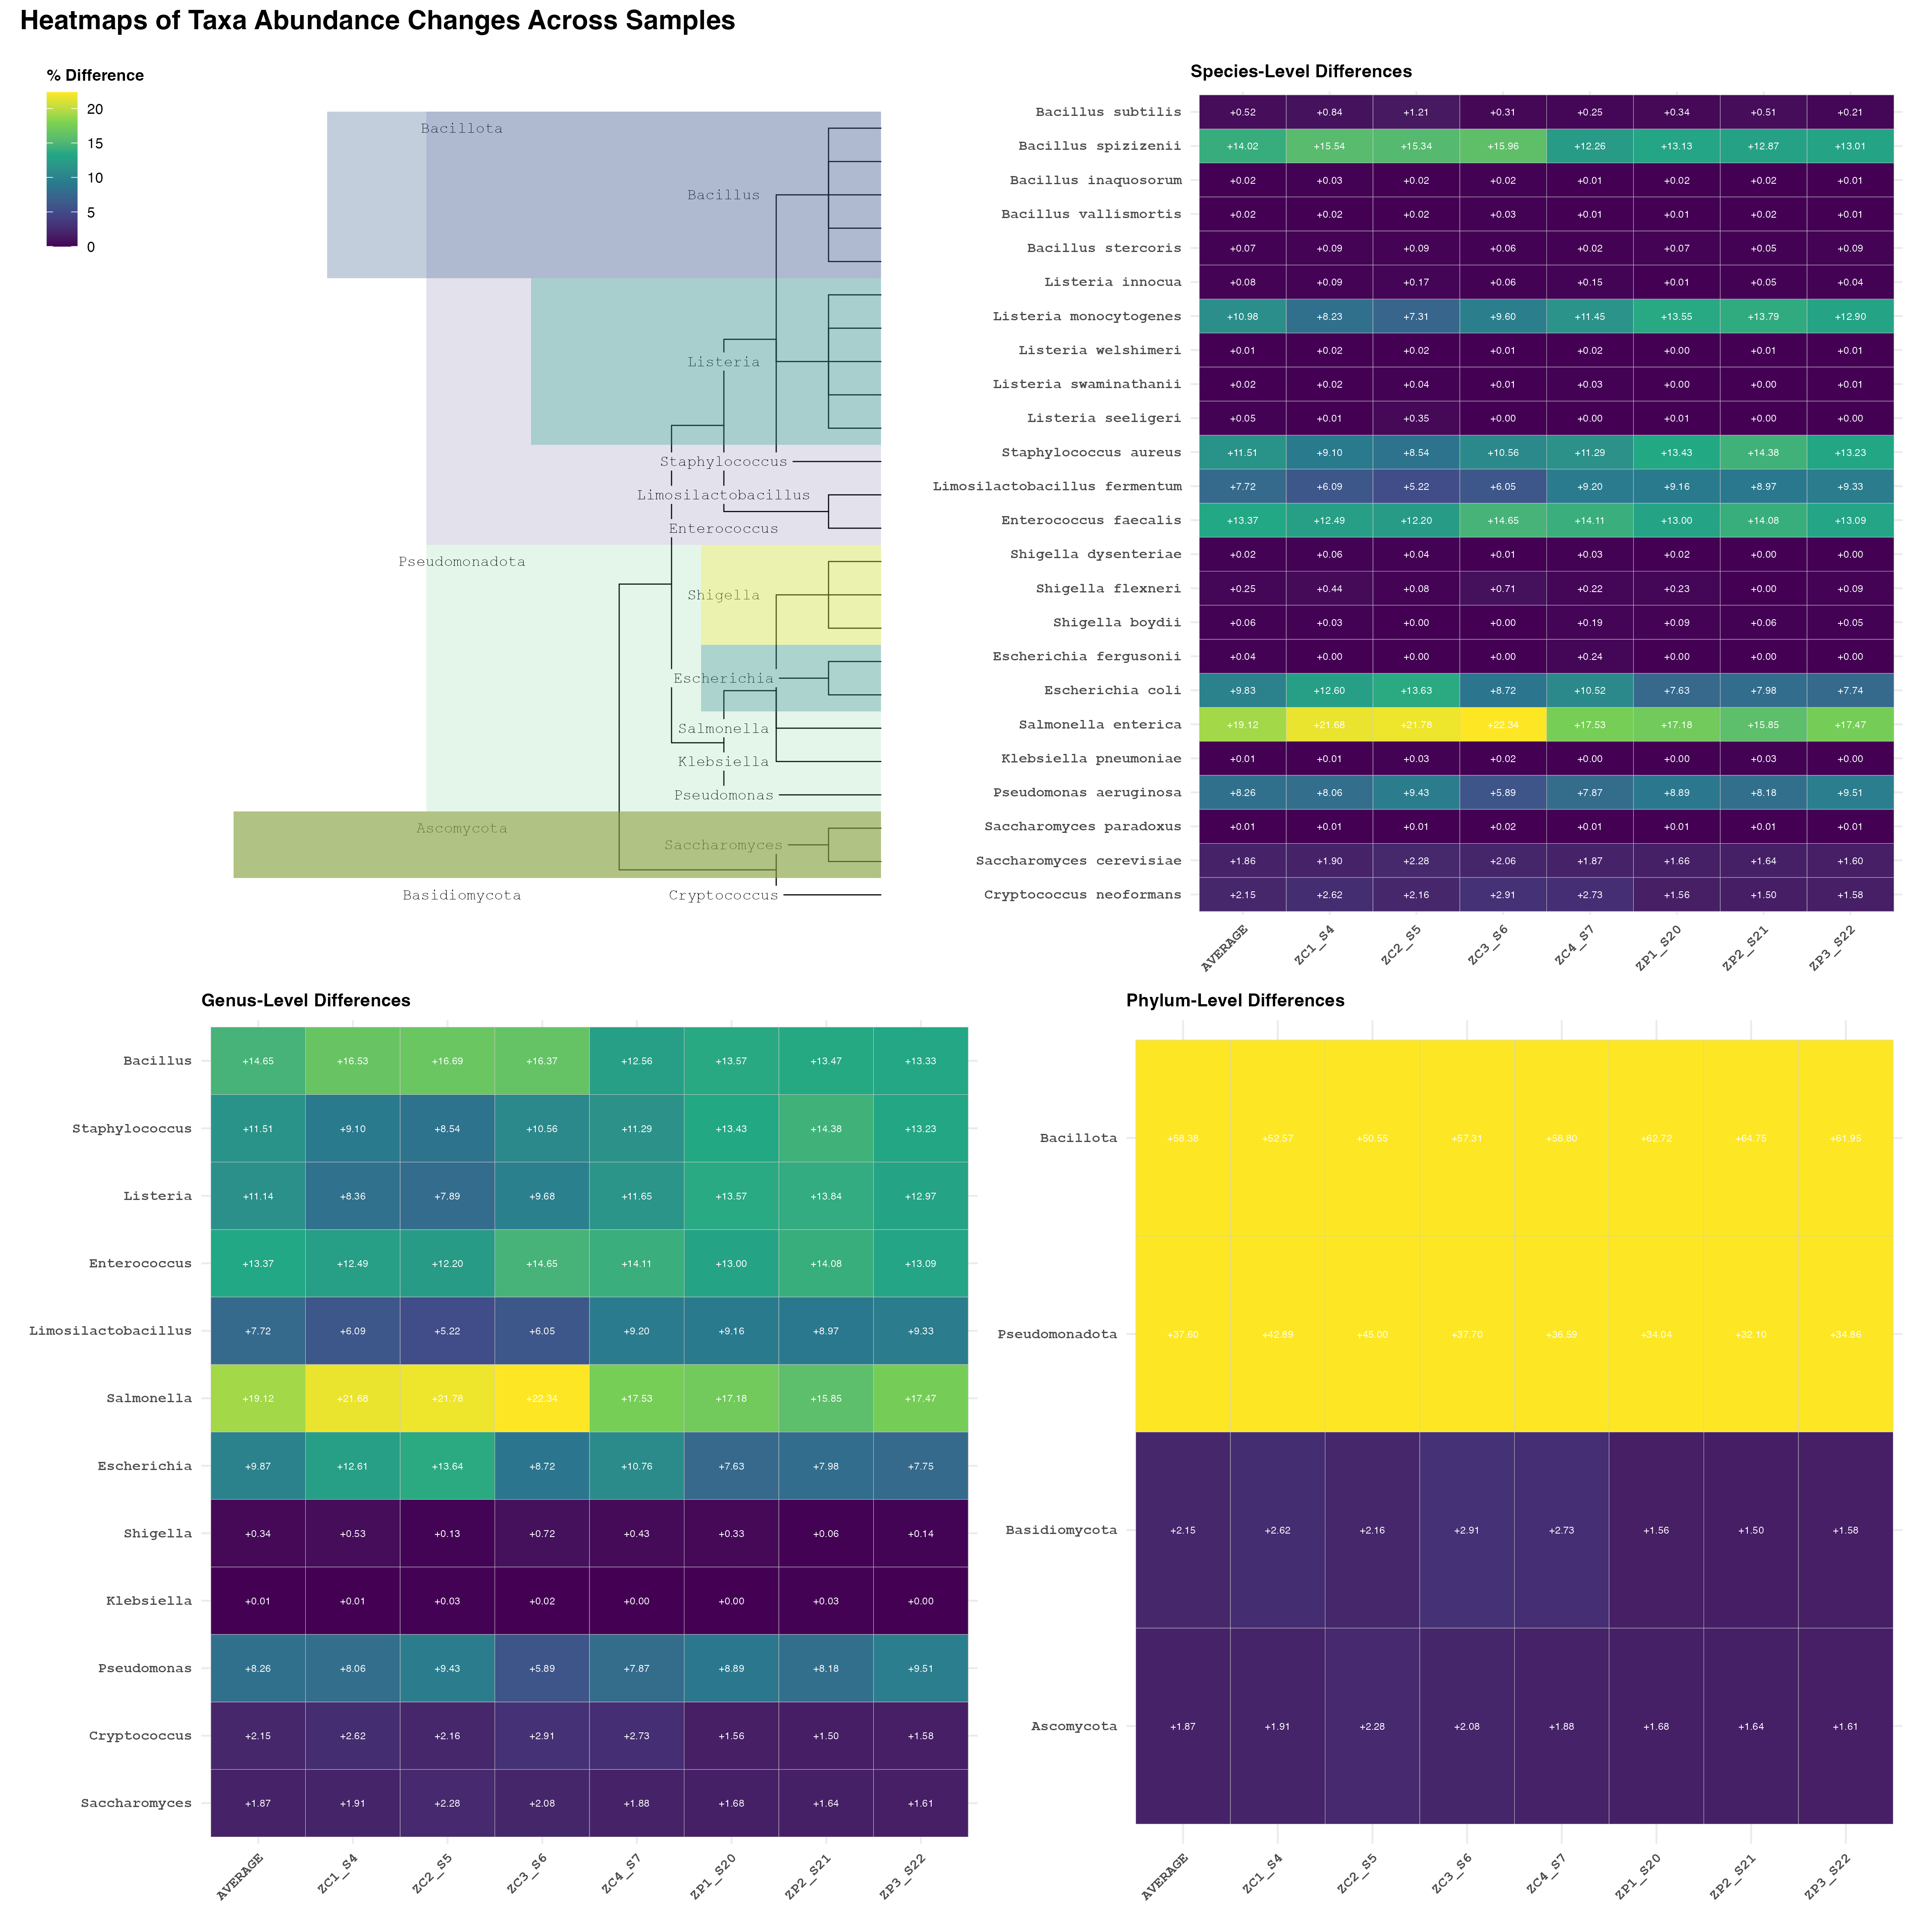 Heatmaps of Taxa Abundance Changes Across Samples
% Difference
20
15
10
5
0
Bacillota
Bacillus
Listeria
Staphylococcus
Limosilactobacillus
Enterococcus
Pseudomonadota
Shigella
Escherichia
Salmonella
Klebsiella
Pseudomonas
Ascomycota
Saccharomyces
Basidiomycota Cryptococcus
Species-Level Differences
Bacillus subtilis +0.52 +0.84 +1.21 +0.31 +0.25 +0.34 +0.51 +0.21
Bacillus spizizenii +14.02 +15.54 +15.34 +15.96 +12.26 +13.13 +12.87 +13.01
Bacillus inaquosorum +0.02 +0.03 +0.02 +0.02 +0.01 +0.02 +0.02 +0.01
Bacillus vallismortis +0.02 +0.02 +0.02 +0.03 +0.01 +0.01 +0.02 +0.01
Bacillus stercoris +0.07 +0.09 +0.09 +0.06 +0.02 +0.07 +0.05 +0.09
Listeria innocua +0.08 +0.09 +0.17 +0.06 +0.15 +0.01 +0.05 +0.04
Listeria monocytogenes +10.98 +8.23 +7.31 +9.60 +11.45 +13.55 +13.79 +12.90
Listeria welshimeri +0.01 +0.02 +0.02 +0.01 +0.02 +0.00 +0.01 +0.01
Listeria swaminathanii +0.02 +0.02 +0.04 +0.01 +0.03 +0.00 +0.00 +0.01
Listeria seeligeri +0.05 +0.01 +0.35 +0.00 +0.00 +0.01 +0.00 +0.00
Staphylococcus aureus +11.51 +9.10 +8.54 +10.56 +11.29 +13.43 +14.38 +13.23
Limosilactobacillus fermentum +7.72 +6.09 +5.22 +6.05 +9.20 +9.16 +8.97 +9.33
Enterococcus faecalis +13.37 +12.49 +12.20 +14.65 +14.11 +13.00 +14.08 +13.09
Shigella dysenteriae +0.02 +0.06 +0.04 +0.01 +0.03 +0.02 +0.00 +0.00
Shigella flexneri +0.25 +0.44 +0.08 +0.71 +0.22 +0.23 +0.00 +0.09
Shigella boydii +0.06 +0.03 +0.00 +0.00 +0.19 +0.09 +0.06 +0.05
Escherichia fergusonii +0.04 +0.00 +0.00 +0.00 +0.24 +0.00 +0.00 +0.00
Escherichia coli +9.83 +12.60 +13.63 +8.72 +10.52 +7.63 +7.98 +7.74
Salmonella enterica +19.12 +21.68 +21.78 +22.34 +17.53 +17.18 +15.85 +17.47
Klebsiella pneumoniae +0.01 +0.01 +0.03 +0.02 +0.00 +0.00 +0.03 +0.00
Pseudomonas aeruginosa +8.26 +8.06 +9.43 +5.89 +7.87 +8.89 +8.18 +9.51
Saccharomyces paradoxus +0.01 +0.01 +0.01 +0.02 +0.01 +0.01 +0.01 +0.01
Saccharomyces cerevisiae +1.86 +1.90 +2.28 +2.06 +1.87 +1.66 +1.64 +1.60
Cryptococcus neoformans +2.15 +2.62 +2.16 +2.91 +2.73 +1.56 +1.50 +1.58
AVERAGE ZC1_S4 ZC2_S5 ZC3_S6 ZC4_S7 ZP1_S20 ZP2_S21 ZP3_S22
Genus-Level Differences
Bacillus +14.65 +16.53 +16.69 +16.37 +12.56 +13.57 +13.47 +13.33
Staphylococcus +11.51 +9.10 +8.54 +10.56 +11.29 +13.43 +14.38 +13.23
Listeria +11.14 +8.36 +7.89 +9.68 +11.65 +13.57 +13.84 +12.97
Enterococcus +13.37 +12.49 +12.20 +14.65 +14.11 +13.00 +14.08 +13.09
Limosilactobacillus +7.72 +6.09 +5.22 +6.05 +9.20 +9.16 +8.97 +9.33
Salmonella +19.12 +21.68 +21.78 +22.34 +17.53 +17.18 +15.85 +17.47
Escherichia +9.87 +12.61 +13.64 +8.72 +10.76 +7.63 +7.98 +7.75
Shigella +0.34 +0.53 +0.13 +0.72 +0.43 +0.33 +0.06 +0.14
Klebsiella +0.01 +0.01 +0.03 +0.02 +0.00 +0.00 +0.03 +0.00
Pseudomonas +8.26 +8.06 +9.43 +5.89 +7.87 +8.89 +8.18 +9.51
Cryptococcus +2.15 +2.62 +2.16 +2.91 +2.73 +1.56 +1.50 +1.58
Saccharomyces +1.87 +1.91 +2.28 +2.08 +1.88 +1.68 +1.64 +1.61
AVERAGE ZC1_S4 ZC2_S5 ZC3_S6 ZC4_S7 ZP1_S20 ZP2_S21 ZP3_S22
Phylum-Level Differences
Bacillota +58.38 +52.57 +50.55 +57.31 +58.80 +62.72 +64.75 +61.95
Pseudomonadota +37.60 +42.89 +45.00 +37.70 +36.59 +34.04 +32.10 +34.86
Basidiomycota +2.15 +2.62 +2.16 +2.91 +2.73 +1.56 +1.50 +1.58
Ascomycota +1.87 +1.91 +2.28 +2.08 +1.88 +1.68 +1.64 +1.61
AVERAGE ZC1_S4 ZC2_S5 ZC3_S6 ZC4_S7 ZP1_S20 ZP2_S21 ZP3_S22